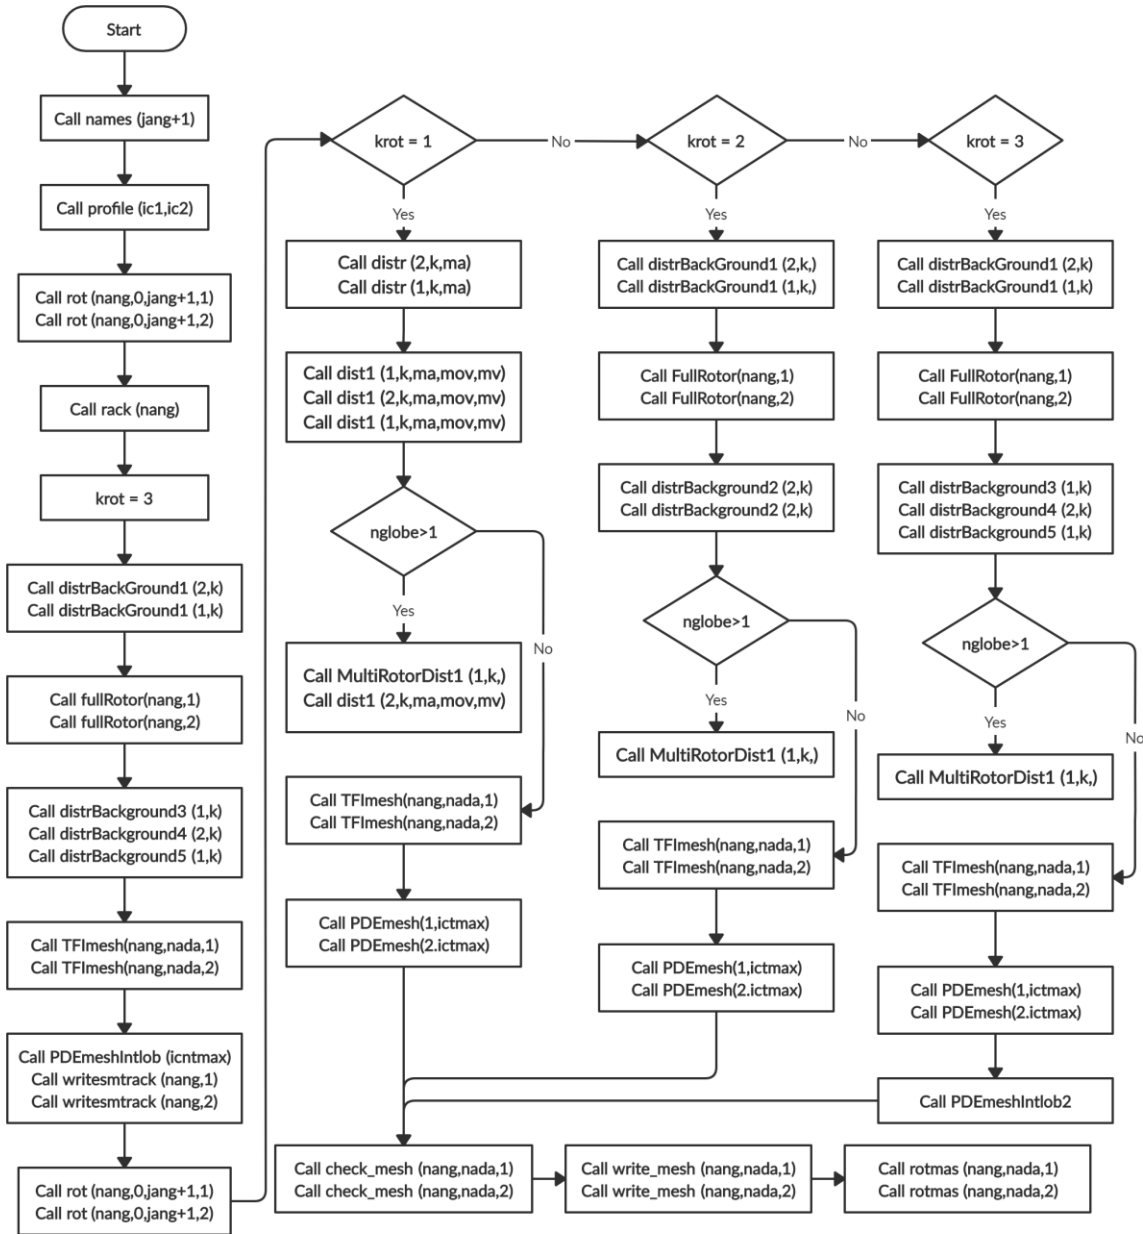 Start
Call names (jang+1)
Call profile (ic1,ic2)
Call rot (nang,0,jang+1,1)
Call rot (nang,0,jang+1,2)
Call rack (nang)
krot = 3
Call distrBackGround1 (2,k)
Call distrBackGround1 (1,k)
Call fullRotor(nang,1)
Call fullRotor(nang,2)
Call distrBackground3 (1,k)
Call distrBackground4 (2,k)
Call distrBackground5 (1,k)
Call TFImesh(nang,nada,1)
Call TFImesh(nang,nada,2)
Call PDEmeshIntlob (icntmax)
Call writesmtrack (nang,1)
Call writesmtrack (nang,2)
Call rot (nang,0,jang+1,1)
Call rot (nang,0,jang+1,2)
krot = 1
No
Yes
Call distr (2,k,ma)
Call distr (1,k,ma)
Call dist1 (1,k,ma,mov,mv)
Call dist1 (2,k,ma,mov,mv)
Call dist1 (1,k,ma,mov,mv)
nglobe>1
Yes
No
Call MultiRotorDist1 (1,k,)
Call dist1 (2,k,ma,mov,mv)
Call TFImesh(nang,nada,1)
Call TFImesh(nang,nada,2)
Call PDEmesh(1,ictmax)
Call PDEmesh(2.ictmax)
krot = 2
No
Yes
Call distrBackGround1 (2,k,)
Call distrBackGround1 (1,k,)
Call FullRotor(nang,1)
Call FullRotor(nang,2)
Call distrBackground2 (2,k)
Call distrBackground2 (2,k)
nglobe>1
Yes
No
Call MultiRotorDist1 (1,k,)
Call TFImesh(nang,nada,1)
Call TFImesh(nang,nada,2)
Call PDEmesh(1,ictmax)
Call PDEmesh(2.ictmax)
krot = 3
Yes
Call distrBackGround1 (2,k)
Call distrBackGround1 (1,k)
Call FullRotor(nang,1)
Call FullRotor(nang,2)
Call distrBackground3 (1,k)
Call distrBackground4 (2,k)
Call distrBackground5 (1,k)
nglobe>1
Yes
No
Call MultiRotorDist1 (1,k,)
Call TFImesh(nang,nada,1)
Call TFImesh(nang,nada,2)
Call PDEmesh(1,ictmax)
Call PDEmesh(2.ictmax)
Call PDEmeshIntlob2
Call check_mesh (nang,nada,1)
Call check_mesh (nang,nada,2)
Call write_mesh (nang,nada,1)
Call write_mesh (nang,nada,2)
Call rotmas (nang,nada,1)
Call rotmas (nang,nada,2)